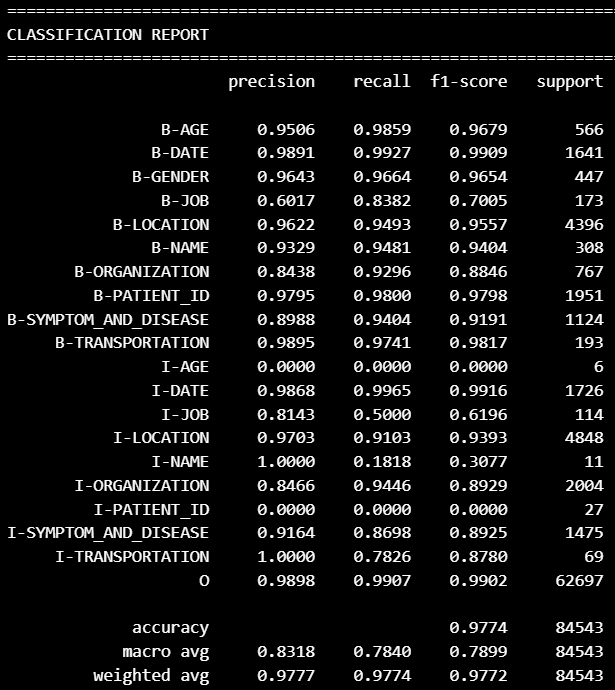 ================================================================
CLASSIFICATION REPORT
================================================================
precision recall f1-score support
B-AGE 0.9506 0.9859 0.9679 566
B-DATE 0.9891 0.9927 0.9909 1641
B-GENDER 0.9643 0.9664 0.9654 447
B-JOB 0.6017 0.8382 0.7005 173
B-LOCATION 0.9622 0.9493 0.9557 4396
B-NAME 0.9329 0.9481 0.9404 308
B-ORGANIZATION 0.8438 0.9296 0.8846 767
B-PATIENT_ID 0.9795 0.9800 0.9798 1951
B-SYMPTOM_AND_DISEASE 0.8988 0.9404 0.9191 1124
B-TRANSPORTATION 0.9895 0.9741 0.9817 193
I-AGE 0.0000 0.0000 0.0000 6
I-DATE 0.9868 0.9965 0.9916 1726
I-JOB 0.8143 0.5000 0.6196 114
I-LOCATION 0.9703 0.9103 0.9393 4848
I-NAME 1.0000 0.1818 0.3077 11
I-ORGANIZATION 0.8466 0.9446 0.8929 2004
I-PATIENT_ID 0.0000 0.0000 0.0000 27
I-SYMPTOM_AND_DISEASE 0.9164 0.8698 0.8925 1475
I-TRANSPORTATION 1.0000 0.7826 0.8780 69
O 0.9898 0.9907 0.9902 62697
accuracy 0.9774 84543
macro avg 0.8318 0.7840 0.7899 84543
weighted avg 0.9777 0.9774 0.9772 84543